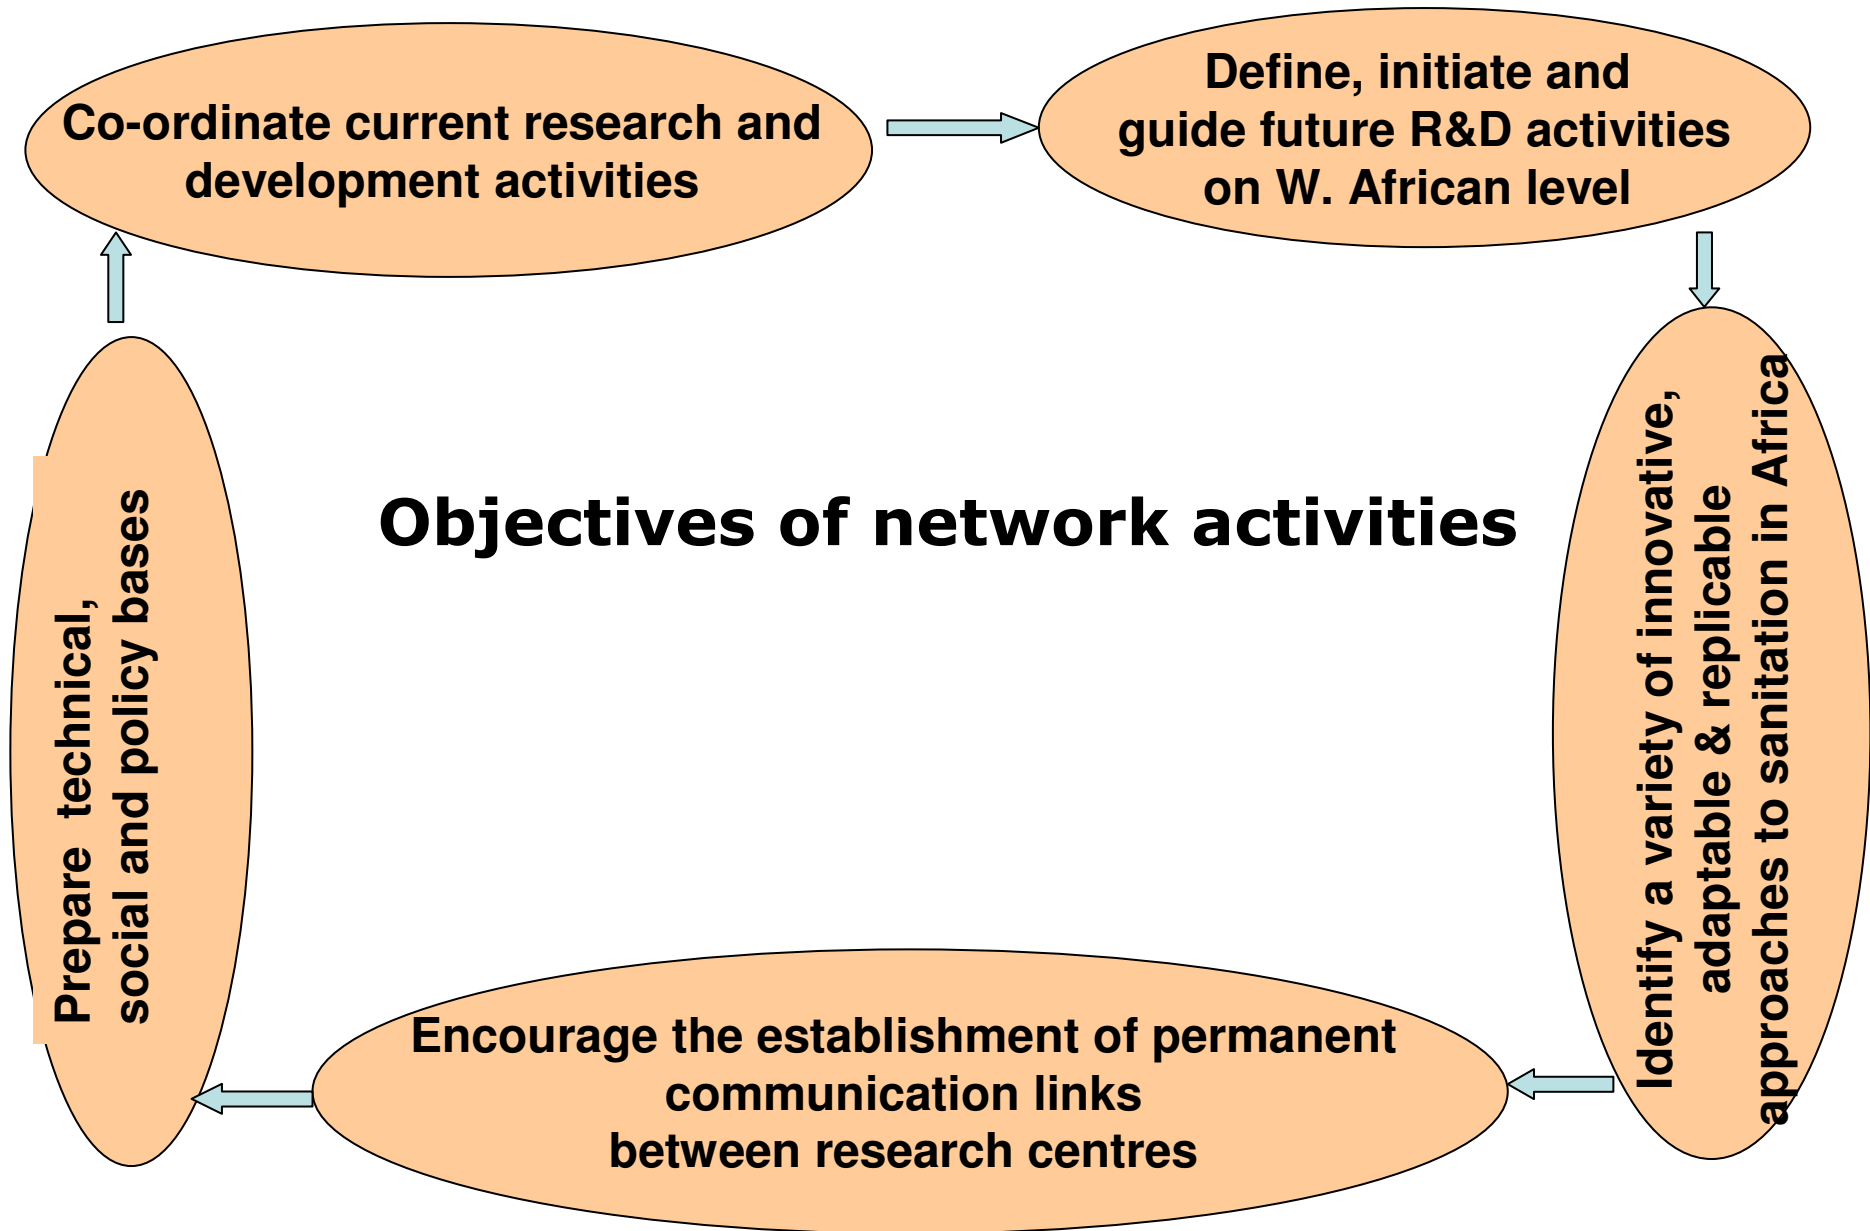 Co-ordinate current research and
development activities
Define, initiate and
guide future R&D activities
on W. African level
Identify a variety of innovative,
adaptable & replicable
approaches to sanitation in Africa
Encourage the establishment of permanent
communication links
between research centres
Prepare technical,
social and policy bases
Objectives of network activities